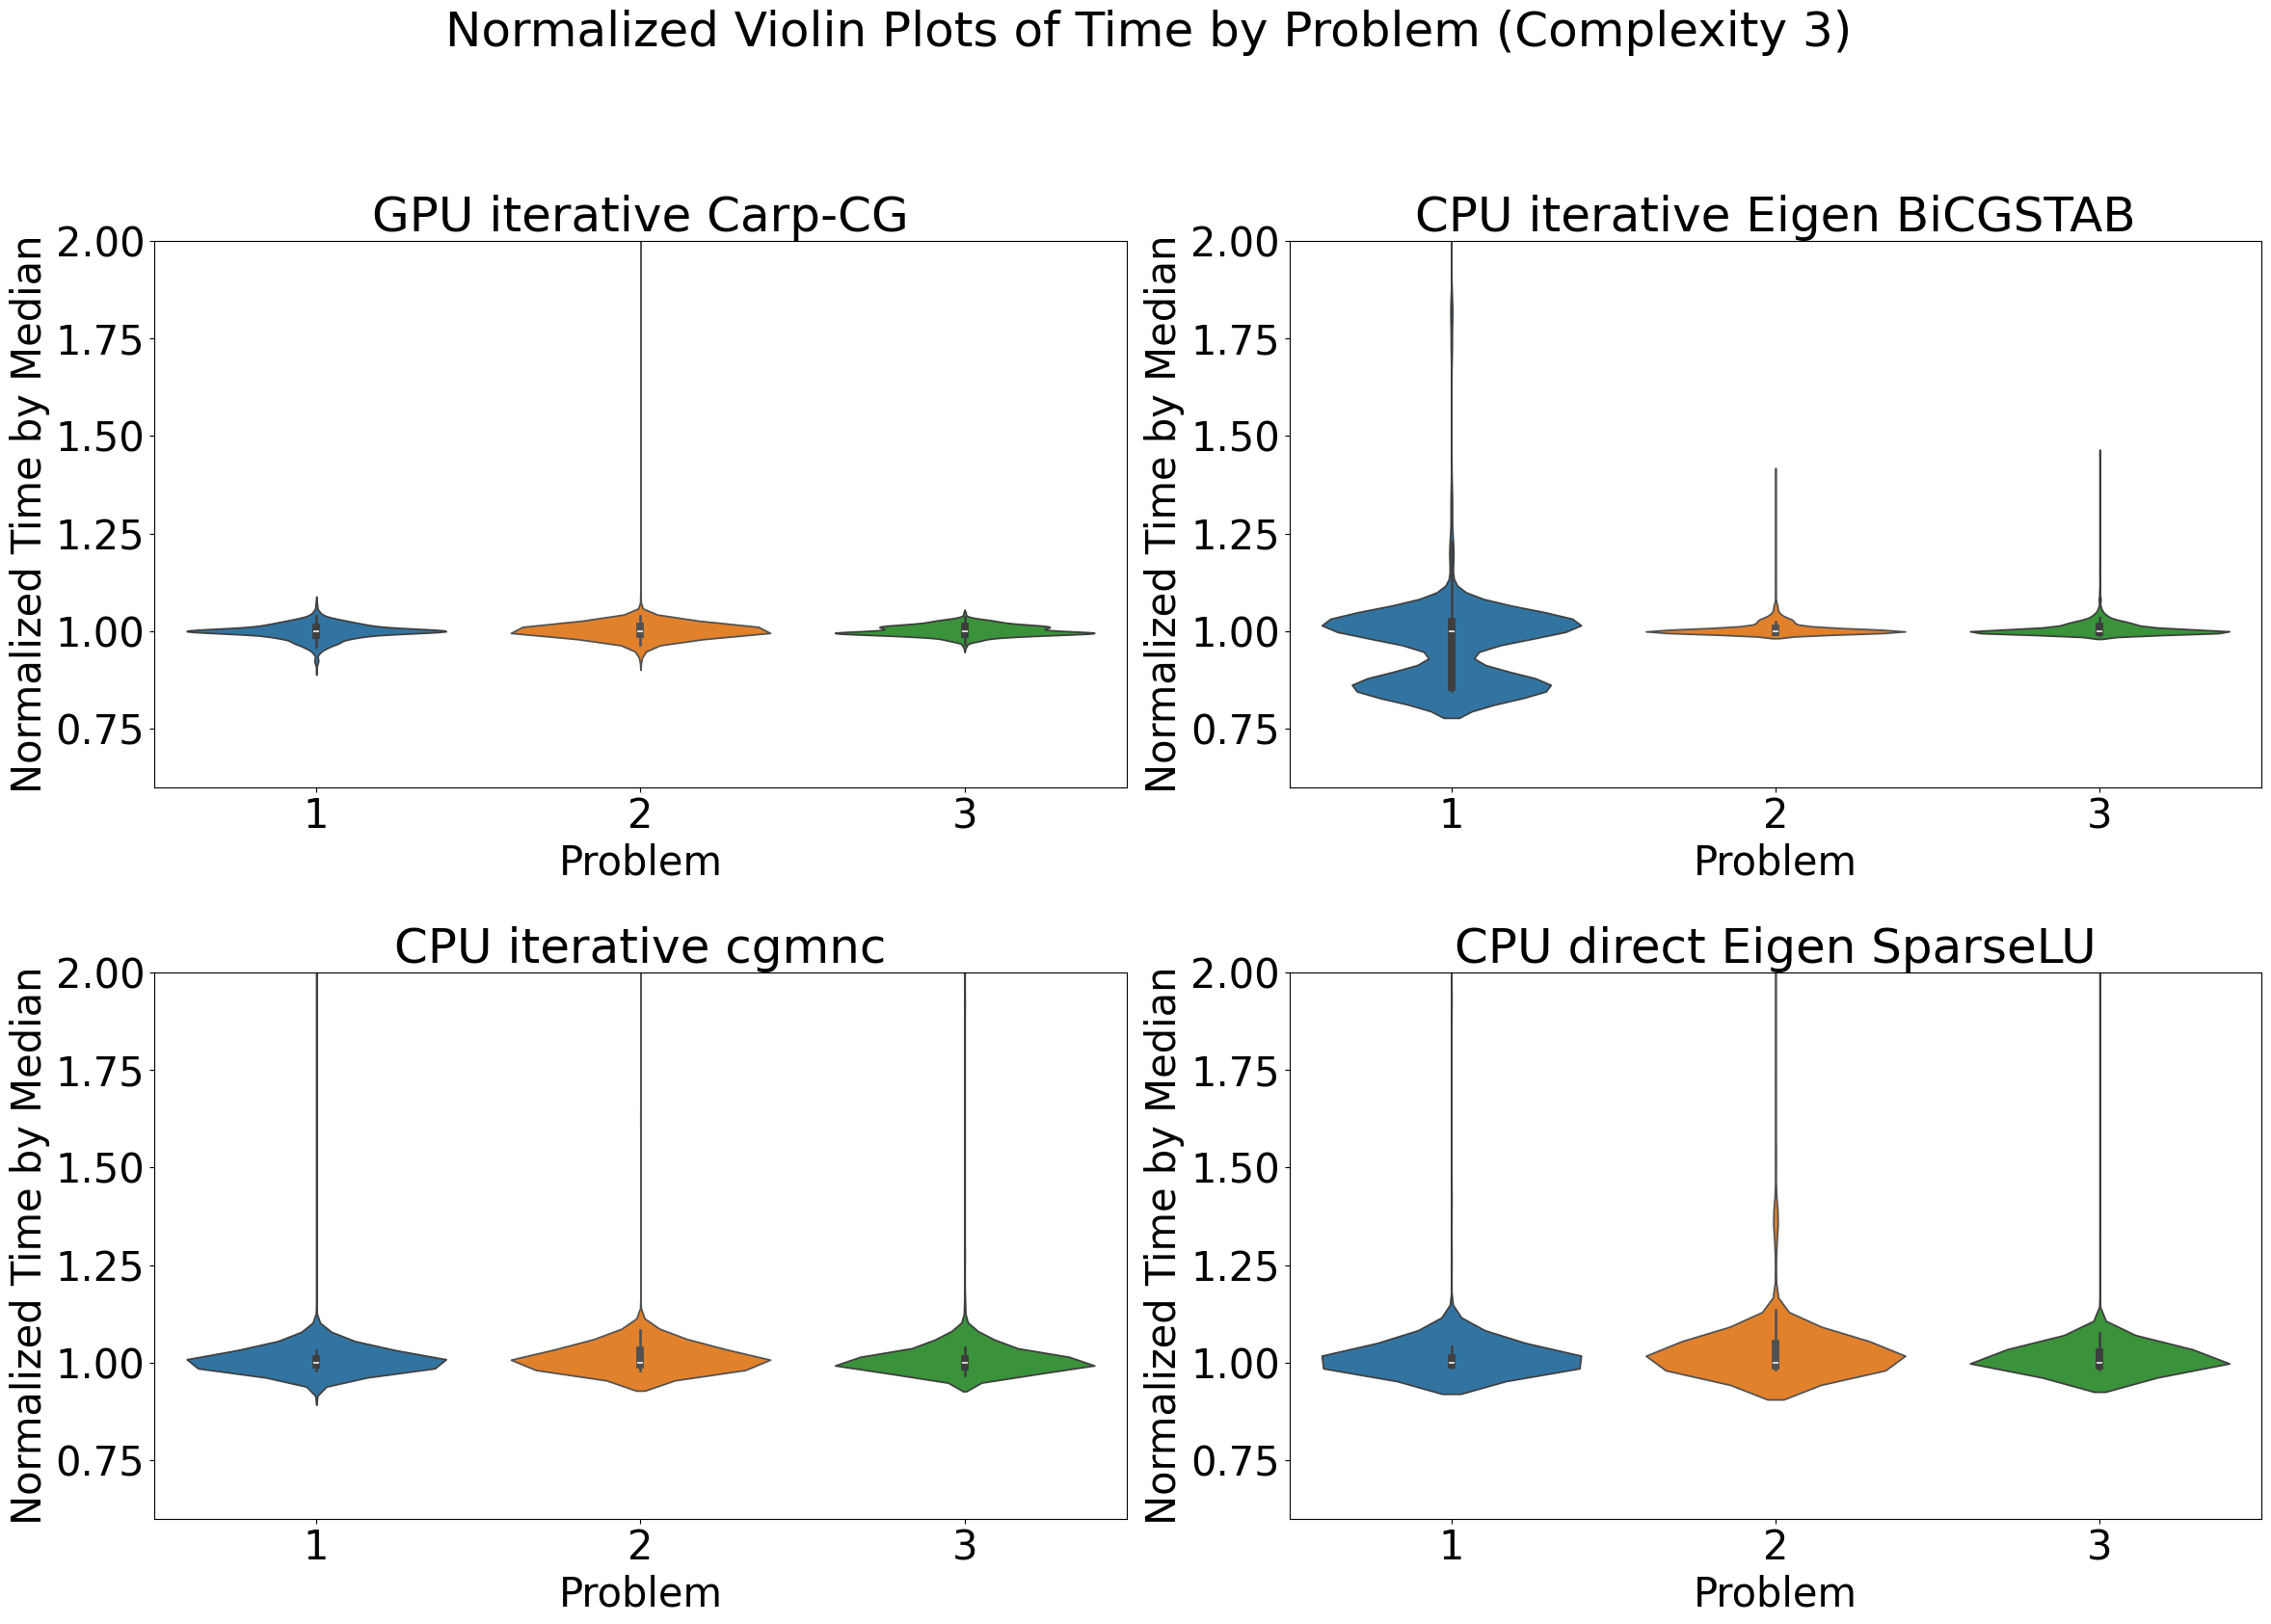 Normalized Violin Plots of Time by Problem (Complexity 3)
GPU iterative Carp-CG
Normalized Time by Median
2.00
1.75
1.50
1.25
1.00
0.75
1 2 3
Problem
CPU iterative Eigen BiCGSTAB
Normalized Time by Median
2.00
1.75
1.50
1.25
1.00
0.75
1 2 3
Problem
CPU iterative cgmnc
Normalized Time by Median
2.00
1.75
1.50
1.25
1.00
0.75
1 2 3
Problem
CPU direct Eigen SparseLU
Normalized Time by Median
2.00
1.75
1.50
1.25
1.00
0.75
1 2 3
Problem